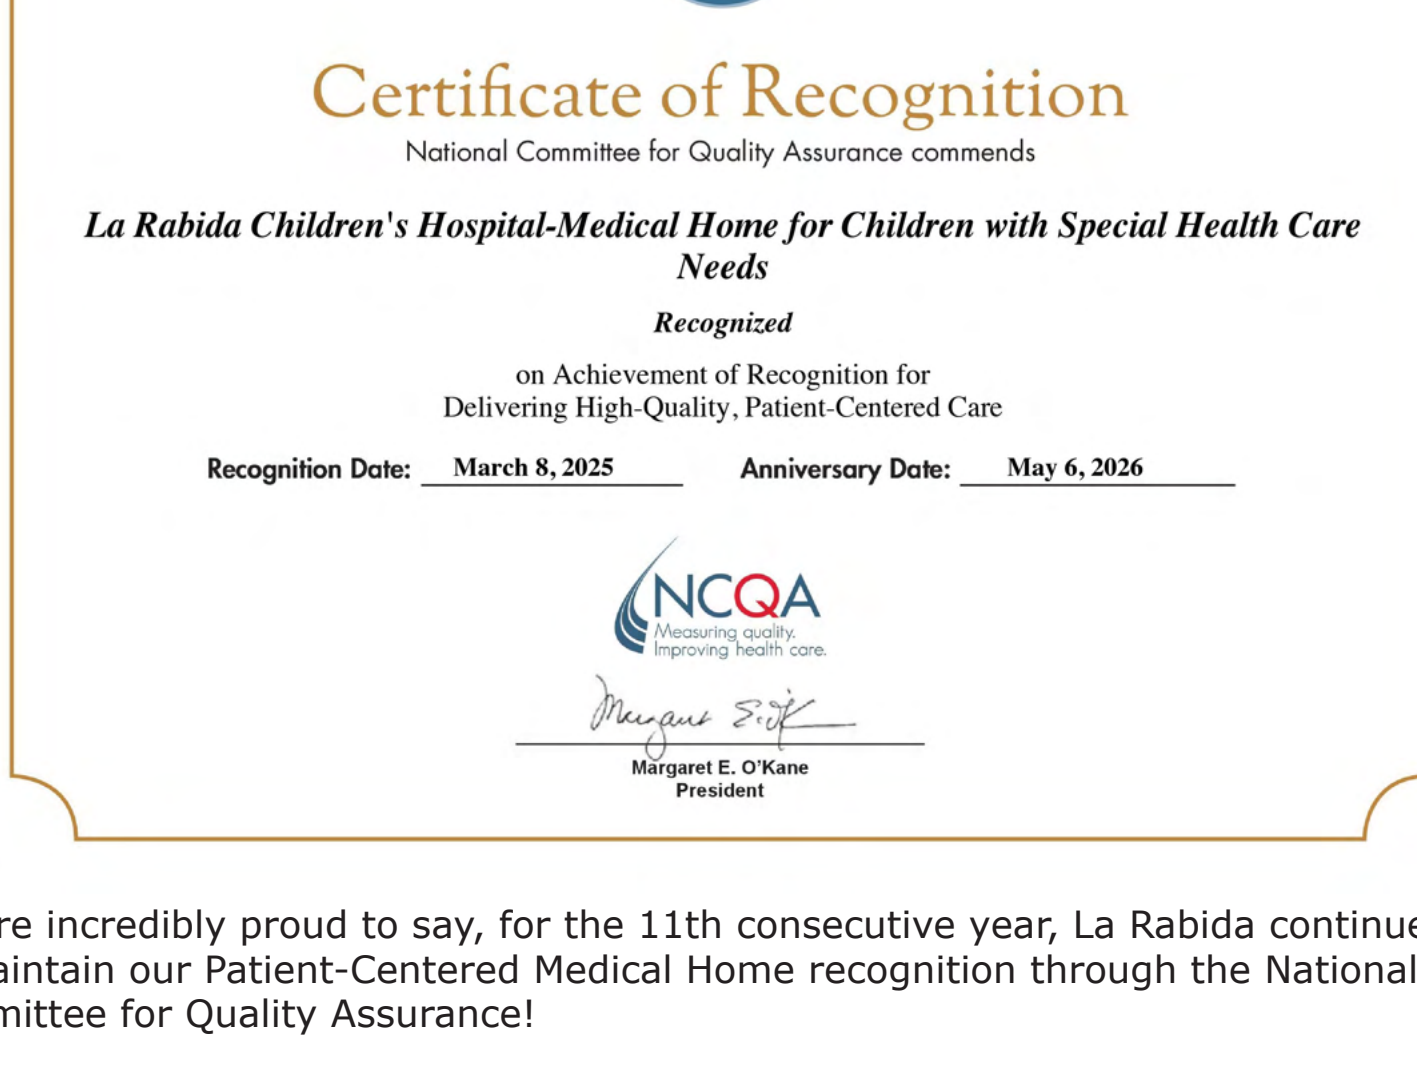 Certificate of Recognition
National Committee for Quality Assurance commends
La Rabida Children's Hospital-Medical Home for Children with Special Health Care
Needs
Recognized
on Achievement of Recognition for
Delivering High-Quality, Patient-Centered Care
Recognition Date: March 8, 2025 Anniversary Date: May 6, 2026
NCQA
Measuring quality.
Improving health care.
Margaret E. O'Kane
President
re incredibly proud to say, for the 11th consecutive year, La Rabida continue
aintain our Patient-Centered Medical Home recognition through the National
mittee for Quality Assurance!